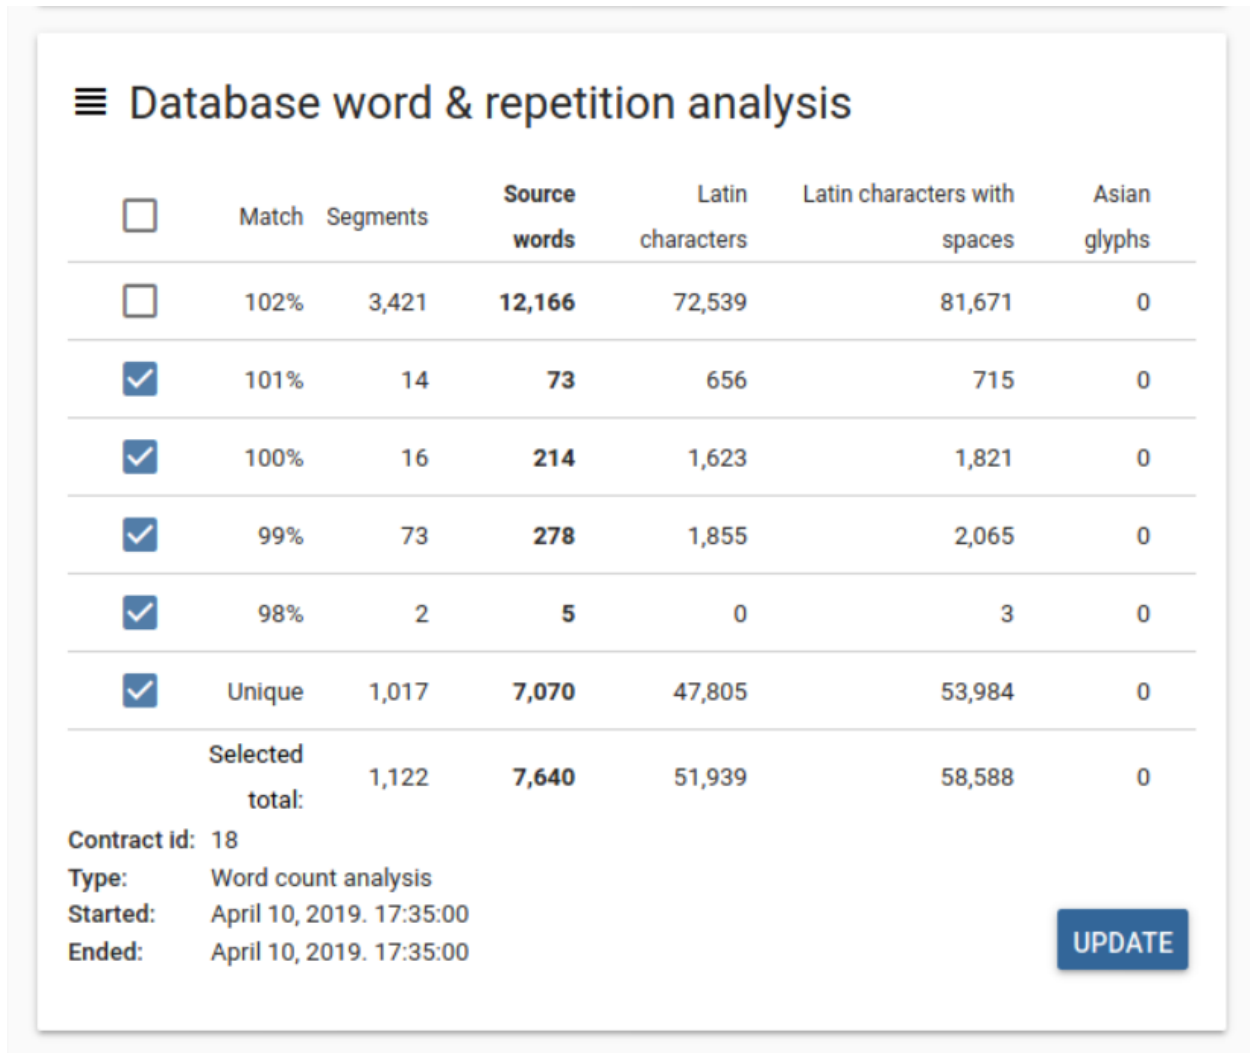 Database word & repetition analysis
Match Segments Source words Latin characters Latin characters with spaces Asian glyphs
102% 3,421 12,166 72,539 81,671 0
101% 14 73 656 715 0
100% 16 214 1,623 1,821 0
99% 73 278 1,855 2,065 0
98% 2 5 0 3 0
Unique 1,017 7,070 47,805 53,984 0
Selected total: 1,122 7,640 51,939 58,588 0
Contract id: 18
Type: Word count analysis
Started: April 10, 2019. 17:35:00
Ended: April 10, 2019. 17:35:00
UPDATE